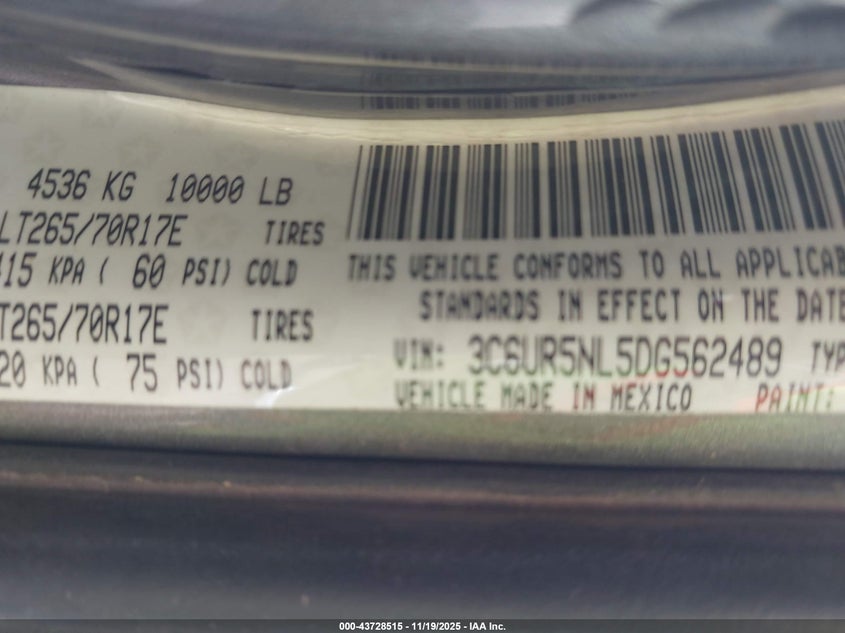 4536 KG 10000 LB
LT265/70R17E TIRES
415 KPA ( 60 PSI) COLD
T265/70R17E TIRES
20 KPA ( 75 PSI) COLD
THIS VEHICLE CONFORMS TO ALL APPLICAB
STANDARDS IN EFFECT ON THE DATE
VIN: 3C6UR5NL5DG562489 TYP
VEHICLE MADE IN MEXICO PAINT:
000-43728515 - 11/19/2025 - IAA Inc.